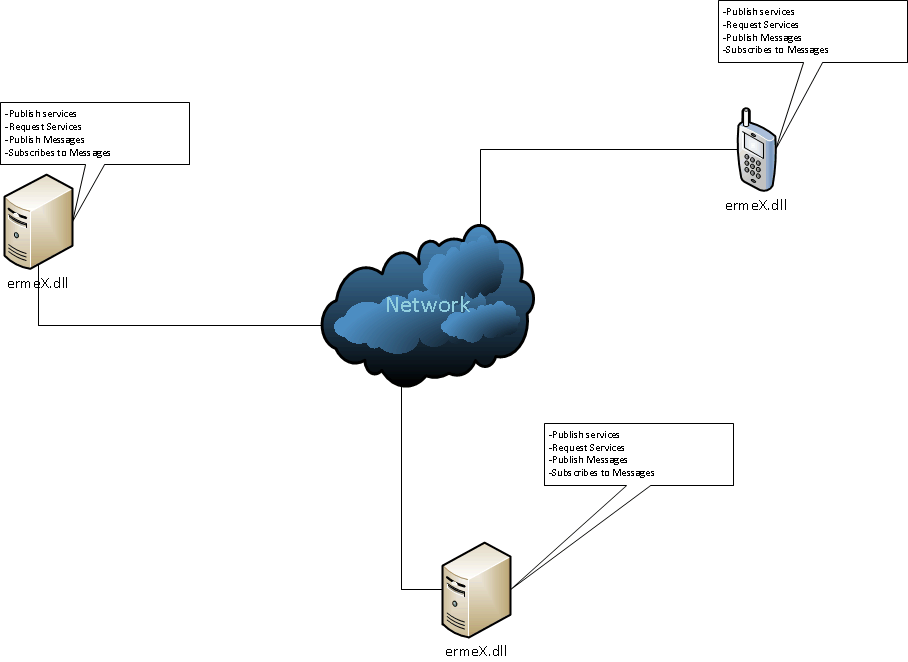 -Publish services
-Request Services
-Publish Messages
-Subscribes to Messages
ermeX.dll
-Publish services
-Request Services
-Publish Messages
-Subscribes to Messages
ermeX.dll
Network
-Publish services
-Request Services
-Publish Messages
-Subscribes to Messages
ermeX.dll